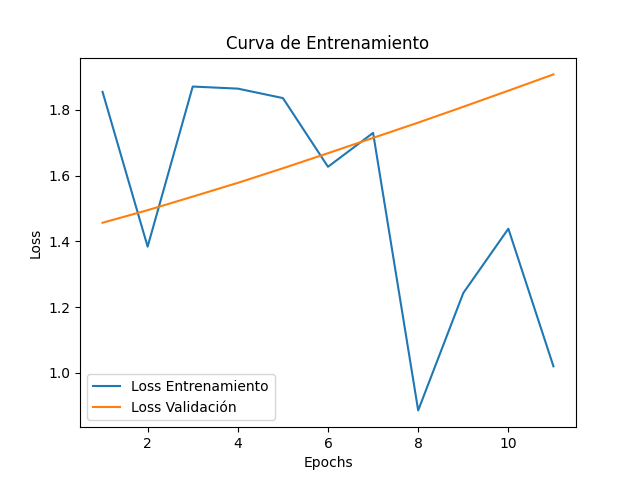 Curva de Entrenamiento
Loss
1.8
1.6
1.4
1.2
1.0
Loss Entrenamiento
Loss Validación
2 4 6 8 10
Epochs